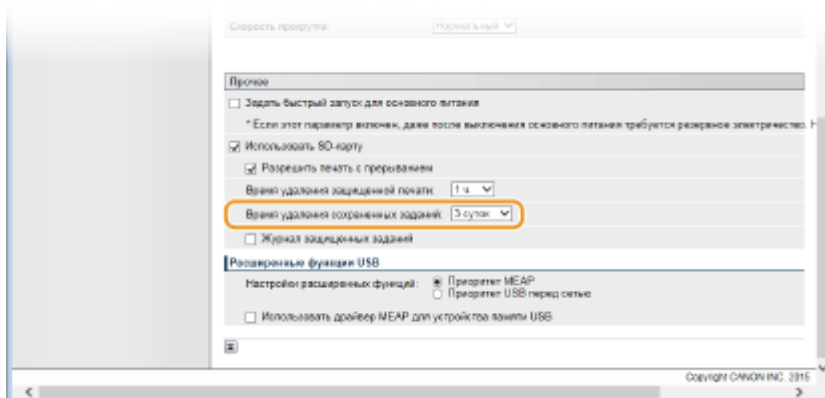 Скорость прокрутки: Нормальный
Прочее
Задать быстрый запуск для основного питания
* Если этот параметр включен, даже после выключения основного питания требуется резервное электричество. Н
Использовать SD-карту
Разрешить печать с прерыванием
Время удаления защищенной печати: 1 ч.
Время удаления сохраненных заданий: 3 суток
Журнал защищенных заданий
Расширенные функции USB
Настройки расширенных функций: Приоритет MEAP
Приоритет USB перед сетью
Использовать драйвер MEAP для устройства памяти USB
Copyright CANON INC. 2015